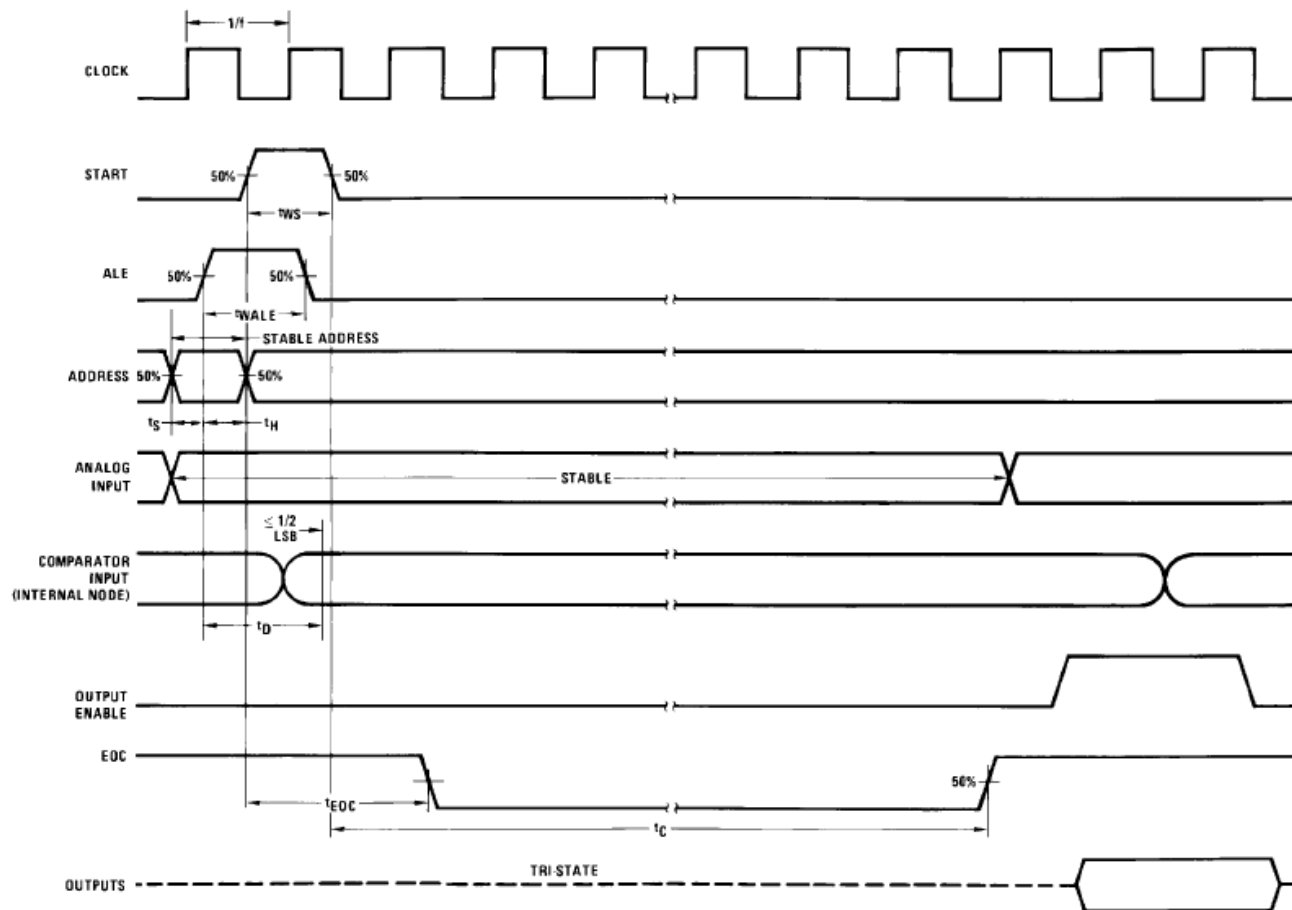 1/f
CLOCK
START
50%
50%
tWS
ALE
50%
50%
tWALE
STABLE ADDRESS
ADDRESS
50%
50%
tS
tH
ANALOG
INPUT
STABLE
≤ 1/2
LSB
COMPARATOR
INPUT
(INTERNAL NODE)
tD
OUTPUT
ENABLE
EOC
50%
tEOC
tC
TRI-STATE
OUTPUTS